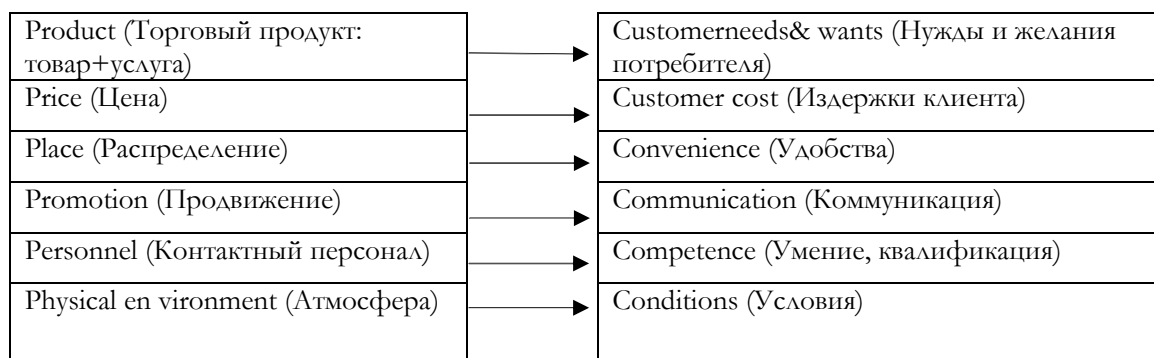 Product (Торговый продукт:
товар+услуга)
Customerneeds& wants (Нужды и желания
потребителя)
Price (Цена)
Customer cost (Издержки клиента)
Place (Распределение)
Convenience (Удобства)
Promotion (Продвижение)
Communication (Коммуникация)
Personnel (Контактный персонал)
Competence (Умение, квалификация)
Physical en vironment (Атмосфера)
Conditions (Условия)